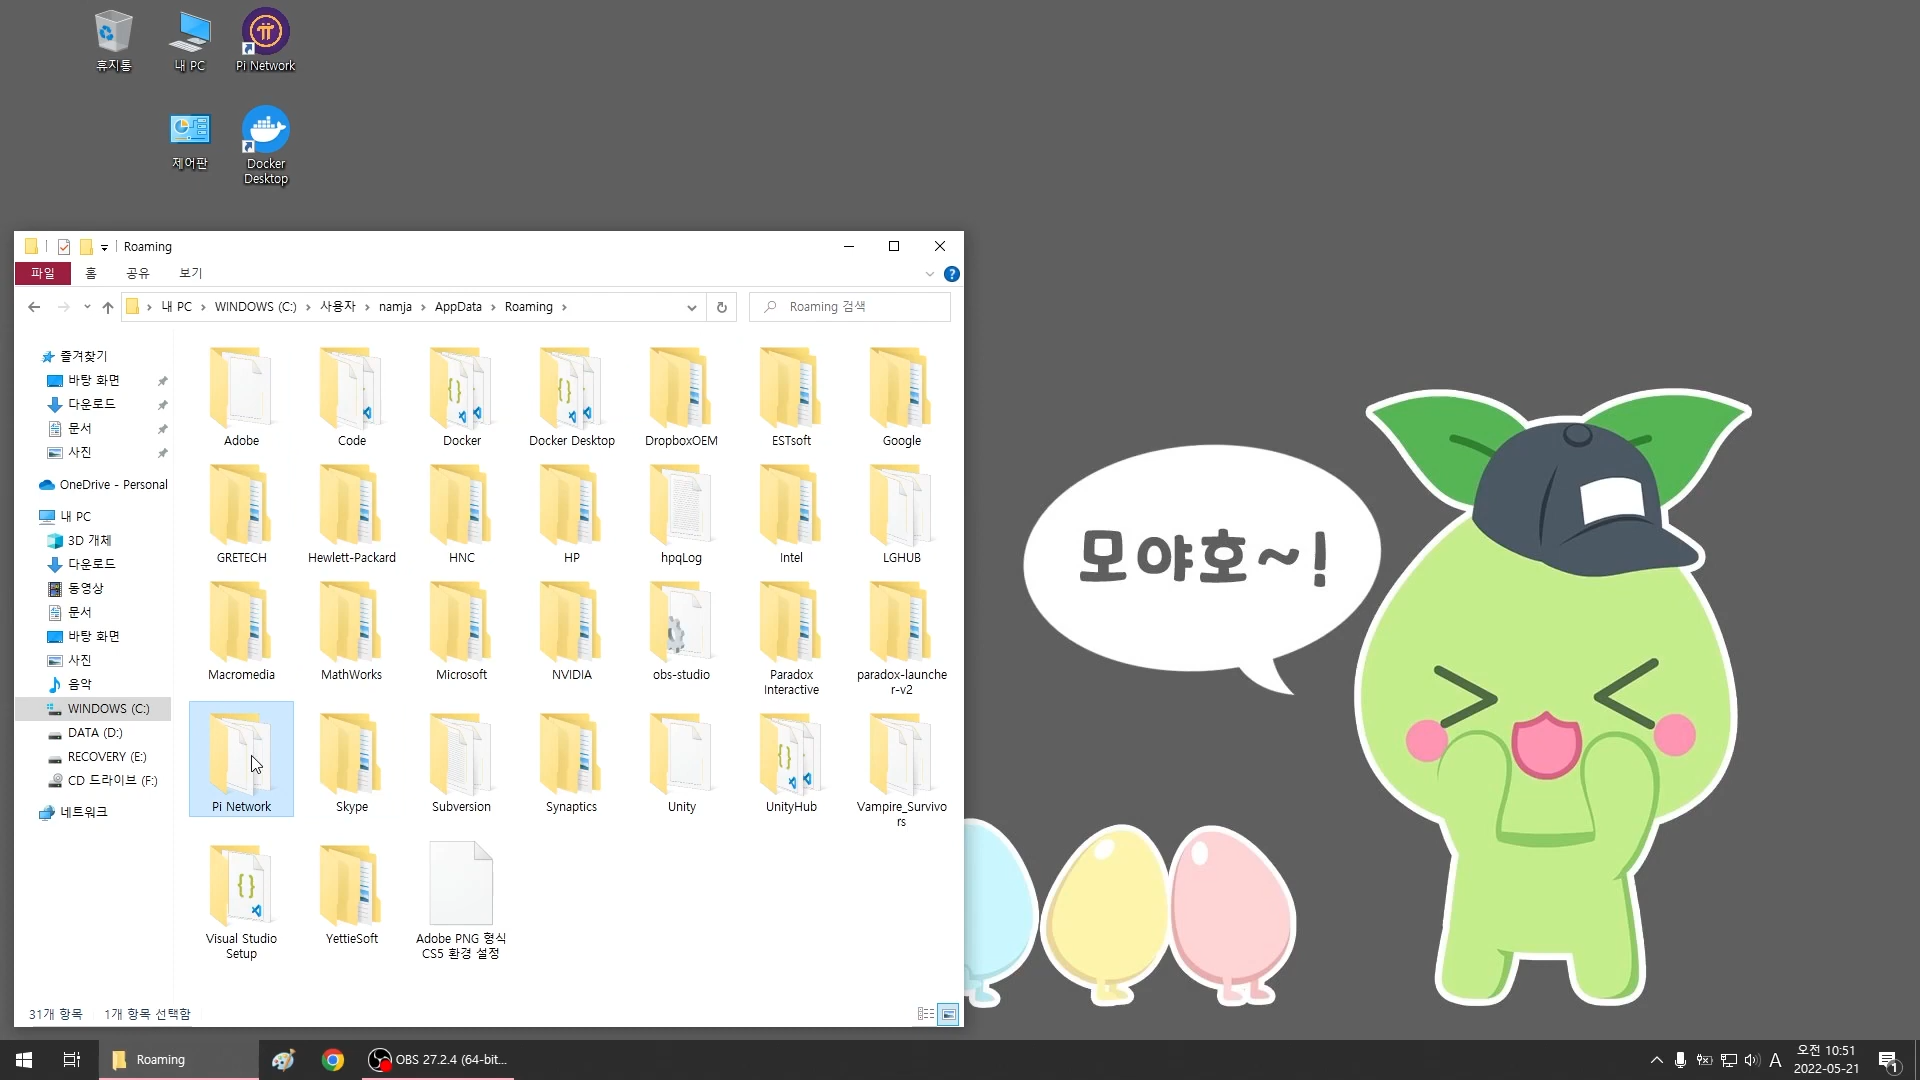 휴지통
내 PC
Pi Network
제어판
Docker
Desktop
Roaming
파일
홈
공유
보기
내 PC
WINDOWS (C:)
사용자
namja
AppData
Roaming
Roaming 검색
즐겨찾기
바탕 화면
다운로드
문서
사진
OneDrive - Personal
내 PC
3D 개체
다운로드
동영상
문서
바탕 화면
사진
음악
WINDOWS (C:)
DATA (D:)
RECOVERY (E:)
CD 드라이브 (F:)
네트워크
Adobe
Code
Docker
Docker Desktop
DropboxOEM
ESTsoft
Google
GRETECH
Hewlett-Packard
HNC
HP
hpqLog
Intel
LGHUB
Macromedia
MathWorks
Microsoft
NVIDIA
obs-studio
Paradox
Interactive
paradox-launche
r-v2
Pi Network
Skype
Subversion
Synaptics
Unity
UnityHub
Vampire_Survivo
rs
Visual Studio
Setup
YettieSoft
Adobe PNG 형식
CS5 환경 설정
31개 항목
1개 항목 선택함
모야호~!
Roaming
OBS 27.2.4 (64-bit...
A
오전 10:51
2022-05-21
1